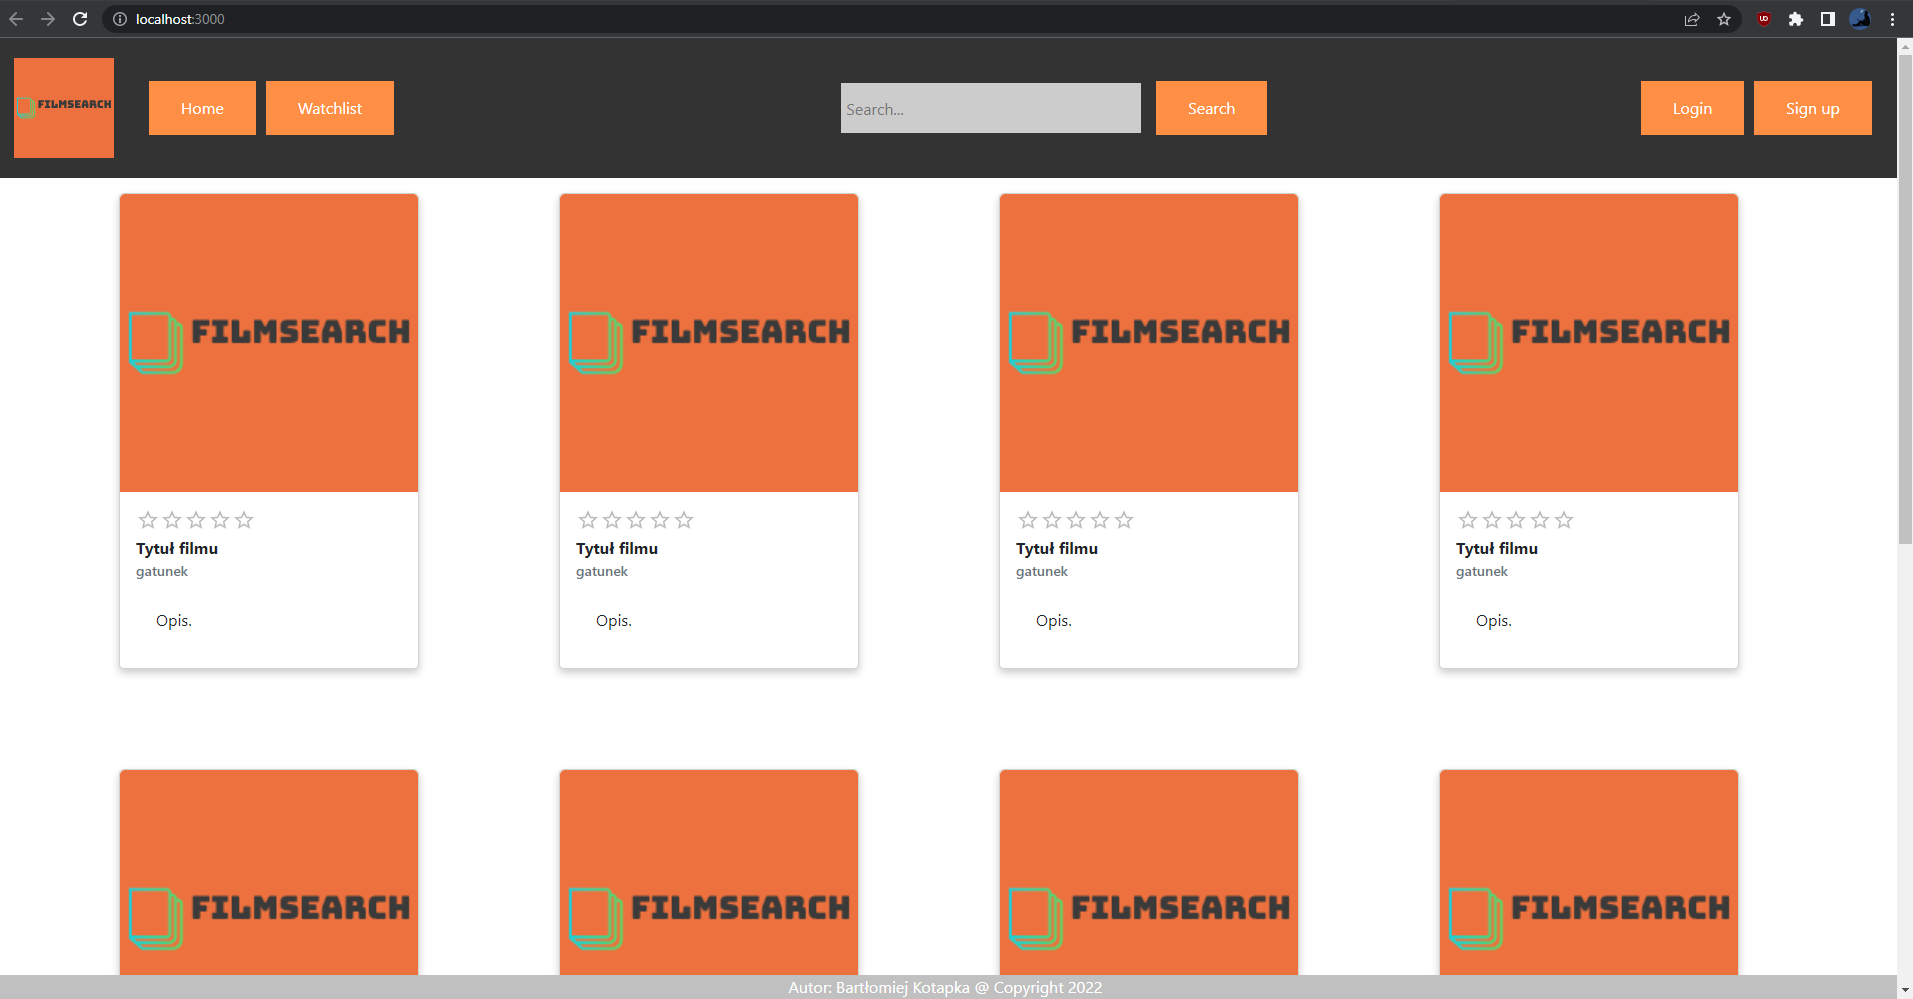 localhost:3000
FILMSEARCH
Home
Watchlist
Search...
Search
Login
Sign up
FILMSEARCH
FILMSEARCH
FILMSEARCH
FILMSEARCH
Tytuł filmu
gatunek
Opis.
Tytuł filmu
gatunek
Opis.
Tytuł filmu
gatunek
Opis.
Tytuł filmu
gatunek
Opis.
FILMSEARCH
FILMSEARCH
FILMSEARCH
FILMSEARCH
Autor: Bartłomiej Kotapka @ Copyright 2022